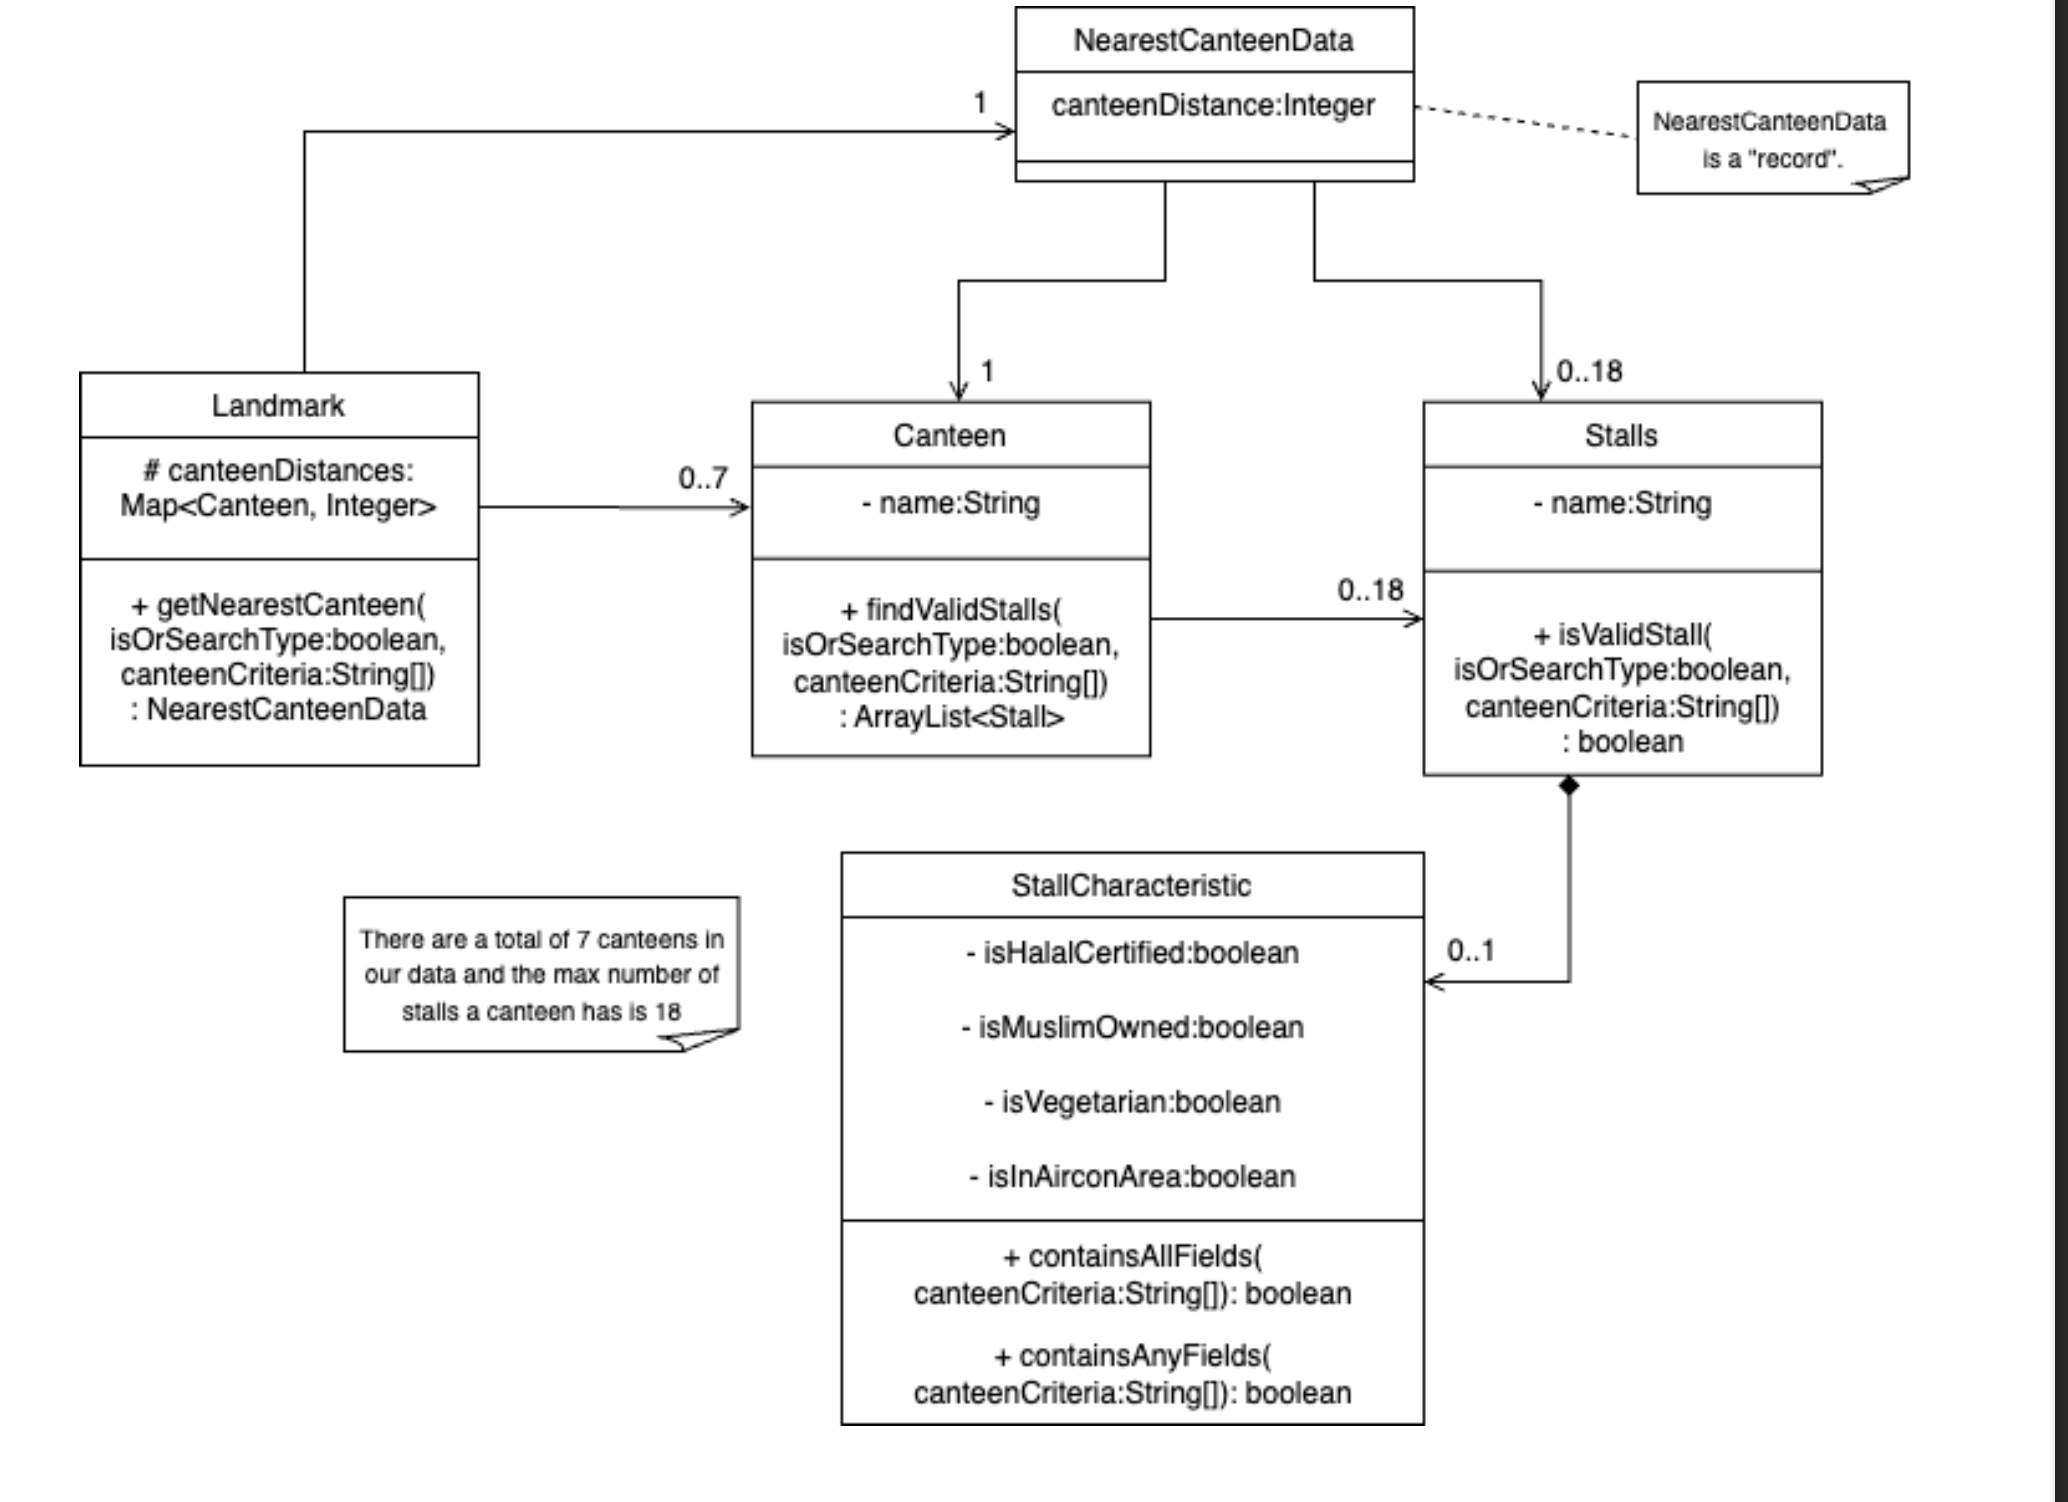 NearestCanteenData
canteenDistance:Integer
NearestCanteenData
is a "record".
1
1
0..18
Landmark
# canteenDistances:
Map<Canteen, Integer>
+ getNearestCanteen(
isOrSearchType:boolean,
canteenCriteria:String[])
: NearestCanteenData
0..7
Canteen
- name:String
+ findValidStalls(
isOrSearchType:boolean,
canteenCriteria:String[])
: ArrayList<Stall>
0..18
Stalls
- name:String
+ isValidStall(
isOrSearchType:boolean,
canteenCriteria:String[])
: boolean
There are a total of 7 canteens in
our data and the max number of
stalls a canteen has is 18
StallCharacteristic
- isHalalCertified:boolean
- isMuslimOwned:boolean
- isVegetarian:boolean
- isInAirconArea:boolean
+ containsAllFields(
canteenCriteria:String[]): boolean
+ containsAnyFields(
canteenCriteria:String[]): boolean
0..1